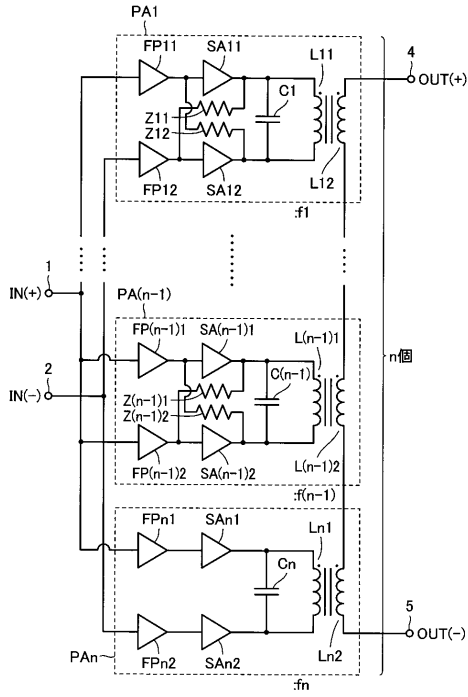 PA1
FP11 SA11
L11
4
OUT(+)
C1
Z11
Z12
FP12 SA12
L12
:f1
1
IN(+)
PA(n-1)
FP(n-1)1 SA(n-1)1
L(n-1)1
n個
C(n-1)
2
IN(-)
Z(n-1)1
Z(n-1)2
FP(n-1)2 SA(n-1)2
L(n-1)2
:f(n-1)
FPn1 SAn1
Ln1
Cn
5
OUT(-)
PAn
FPn2 SAn2
Ln2
:fn